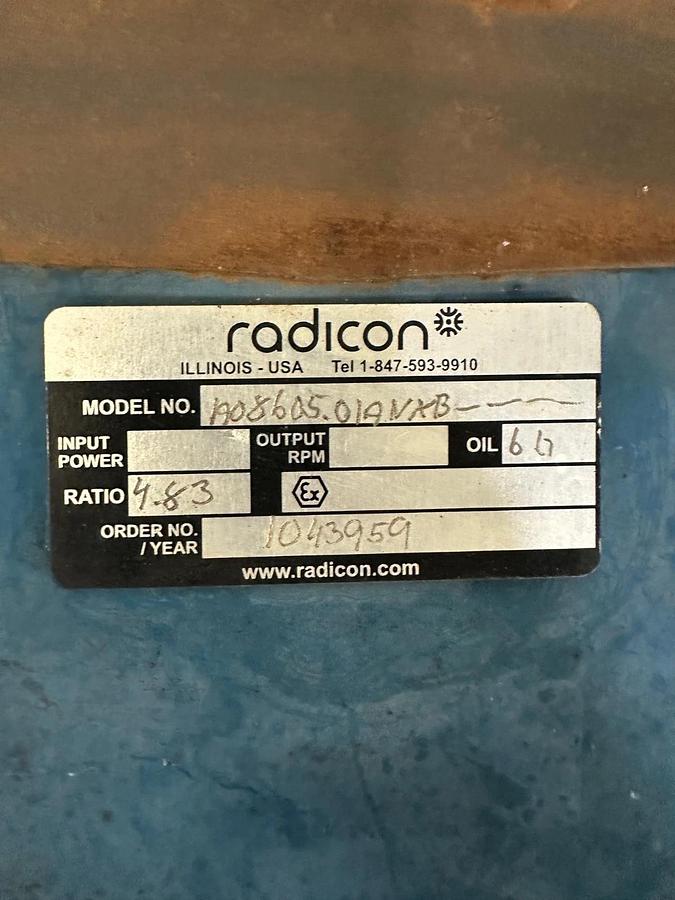 radicon
ILLINOIS - USA Tel 1-847-593-9910
MODEL NO. A08605.01ANXB----
INPUT POWER OUTPUT RPM OIL 6G
RATIO 4.83 Ex
ORDER NO. / YEAR 1043959
www.radicon.com